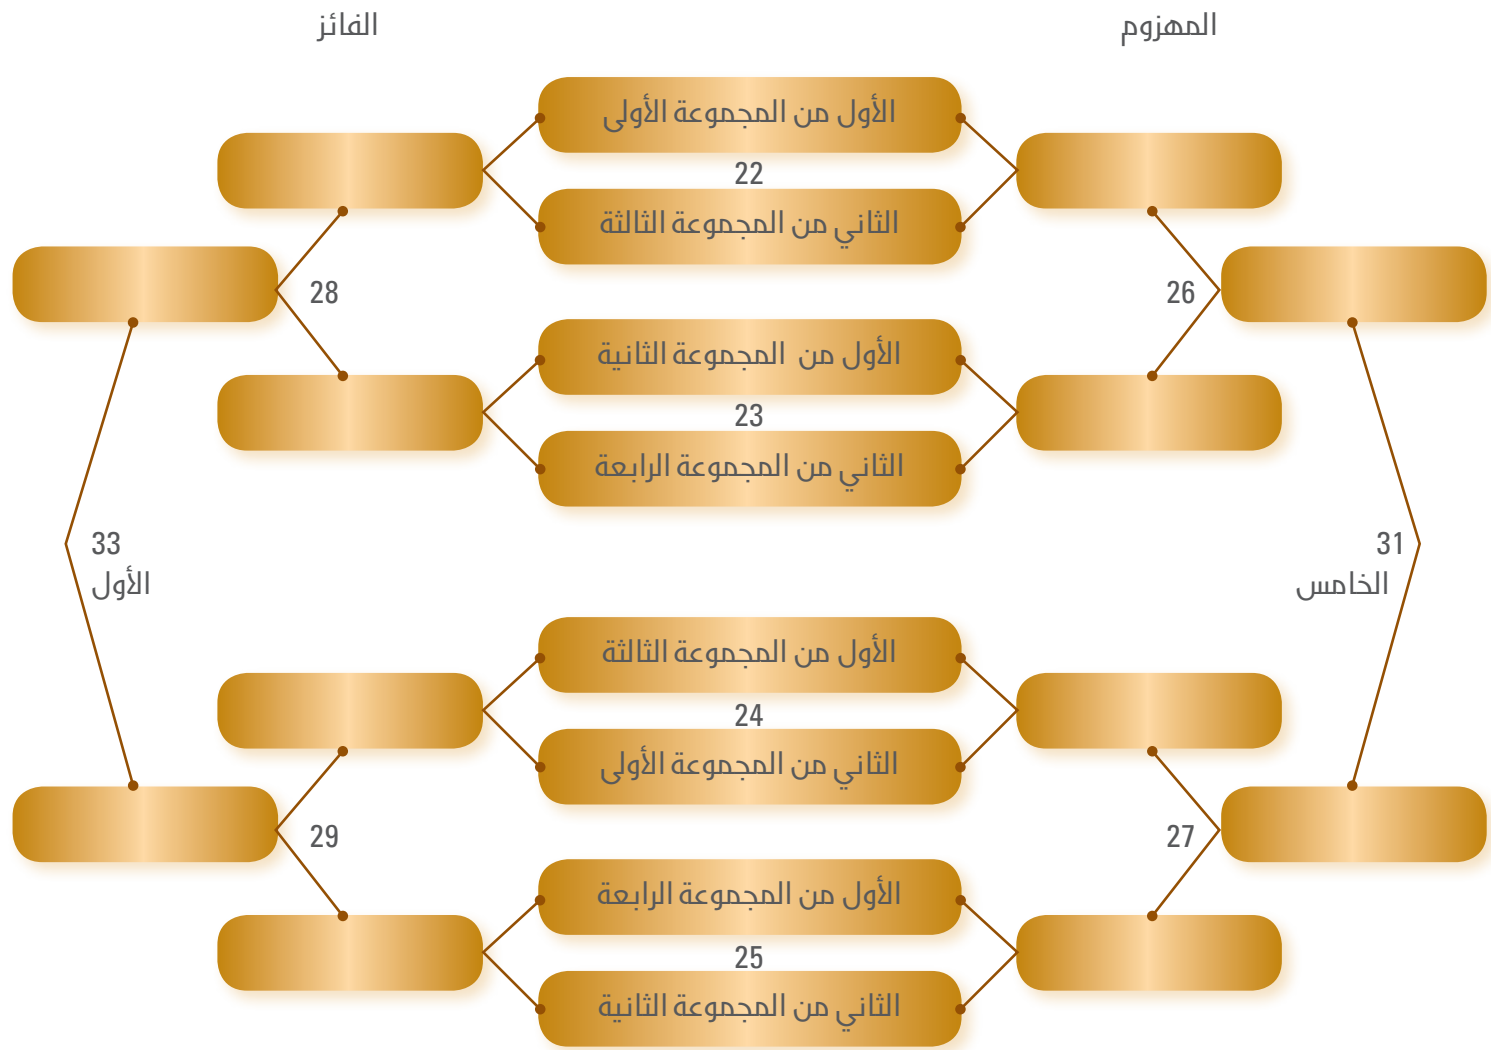 المهزوم
الفائز
الأول من المجموعة الأولى
22
الثاني من المجموعة الثالثة
26
28
الأول من المجموعة الثانية
23
الثاني من المجموعة الرابعة
31
الخامس
33
الأول
الأول من المجموعة الثالثة
24
الثاني من المجموعة الأولى
27
29
الأول من المجموعة الرابعة
25
الثاني من المجموعة الثانية